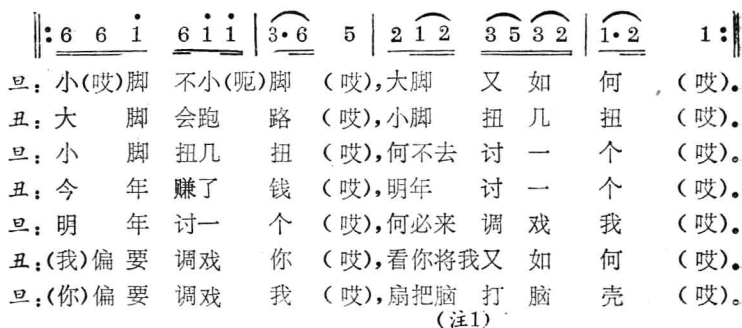 ‖: 6 6 i 6 i i | 3·6 5 | 2 1 2 3 5 3 2 | 1·2 1 :‖
旦：小(哎)脚 不小(呃)脚 (哎)，大脚 又 如 何 (哎)。
丑：大 脚 会跑 路 (哎)，小脚 扭 几 扭 (哎)。
旦：小 脚 扭几 扭 (哎)，何不去 讨 一 个 (哎)。
丑：今 年 赚了 钱 (哎)，明年 讨 一 个 (哎)。
旦：明 年 讨一 个 (哎)，何必来 调 戏 我 (哎)。
丑：(我)偏 要 调戏 你 (哎)，看你将我又 如 何 (哎)。
旦：(你)偏 要 调戏 我 (哎)，扇把脑 打 脑 壳 (哎)。
(注1)